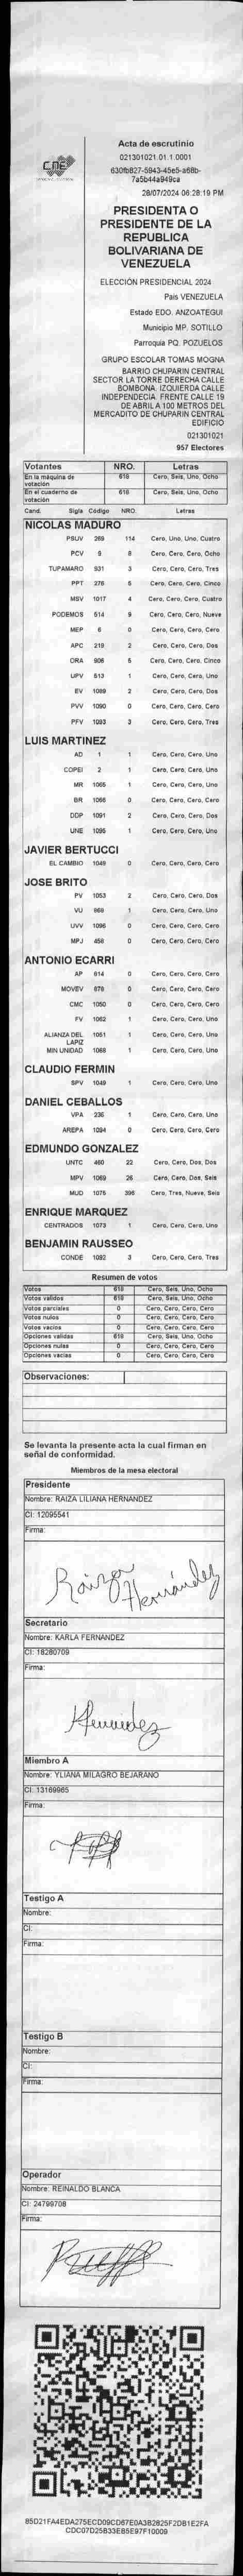 CNE
Acta de escrutinio
021301021.01.1.0001
630fb827-5943-45e5-a68b-
7a5b44a949ca
28/07/2024 06:28:19 PM
PRESIDENTA O
PRESIDENTE DE LA
REPUBLICA
BOLIVARIANA DE
VENEZUELA
ELECCIÓN PRESIDENCIAL 2024
País VENEZUELA
Estado EDO. ANZOATEGUI
Municipio MP. SOTILLO
Parroquia PQ. POZUELOS
GRUPO ESCOLAR TOMAS MOGNA
BARRIO CHUPARIN CENTRAL
SECTOR LA TORRE DERECHA CALLE
BOMBONA. IZQUIERDA CALLE
INDEPENDECIA. FRENTE CALLE 19
DE ABRIL A 100 METROS DEL
MERCADITO DE CHUPARIN CENTRAL
EDIFICIO
021301021
957 Electores
Votantes NRO. Letras
En la máquina de votación 618 Cero, Seis, Uno, Ocho
En el cuaderno de votación 618 Cero, Seis, Uno, Ocho
Cand. Sigla Código NRO. Letras
NICOLAS MADURO
PSUV 269 114 Cero, Uno, Uno, Cuatro
PCV 9 8 Cero, Cero, Cero, Ocho
TUPAMARO 931 3 Cero, Cero, Cero, Tres
PPT 276 5 Cero, Cero, Cero, Cinco
MSV 1017 4 Cero, Cero, Cero, Cuatro
PODEMOS 514 9 Cero, Cero, Cero, Nueve
MEP 6 0 Cero, Cero, Cero, Cero
APC 219 2 Cero, Cero, Cero, Dos
ORA 906 5 Cero, Cero, Cero, Cinco
UPV 513 1 Cero, Cero, Cero, Uno
EV 1089 2 Cero, Cero, Cero, Dos
PVV 1090 0 Cero, Cero, Cero, Cero
PFV 1093 3 Cero, Cero, Cero, Tres
LUIS MARTINEZ
AD 1 1 Cero, Cero, Cero, Uno
COPEI 2 1 Cero, Cero, Cero, Uno
MR 1065 1 Cero, Cero, Cero, Uno
BR 1066 0 Cero, Cero, Cero, Cero
DDP 1091 2 Cero, Cero, Cero, Dos
UNE 1095 1 Cero, Cero, Cero, Uno
JAVIER BERTUCCI
EL CAMBIO 1049 0 Cero, Cero, Cero, Cero
JOSE BRITO
PV 1053 2 Cero, Cero, Cero, Dos
VU 969 1 Cero, Cero, Cero, Uno
UVV 1096 0 Cero, Cero, Cero, Cero
MPJ 458 0 Cero, Cero, Cero, Cero
ANTONIO ECARRI
AP 614 0 Cero, Cero, Cero, Cero
MOVEV 878 0 Cero, Cero, Cero, Cero
CMC 1050 0 Cero, Cero, Cero, Cero
FV 1062 1 Cero, Cero, Cero, Uno
ALIANZA DEL LAPIZ 1051 1 Cero, Cero, Cero, Uno
MIN UNIDAD 1068 1 Cero, Cero, Cero, Uno
CLAUDIO FERMIN
SPV 1049 1 Cero, Cero, Cero, Uno
DANIEL CEBALLOS
VPA 236 1 Cero, Cero, Cero, Uno
AREPA 1094 0 Cero, Cero, Cero, Cero
EDMUNDO GONZALEZ
UNTC 460 22 Cero, Cero, Dos, Dos
MPV 1069 26 Cero, Cero, Dos, Seis
MUD 1075 396 Cero, Tres, Nueve, Seis
ENRIQUE MARQUEZ
CENTRADOS 1073 1 Cero, Cero, Cero, Uno
BENJAMIN RAUSSEO
CONDE 1092 3 Cero, Cero, Cero, Tres
Resumen de votos
Votos 618 Cero, Seis, Uno, Ocho
Votos validos 618 Cero, Seis, Uno, Ocho
Votos parciales 0 Cero, Cero, Cero, Cero
Votos nulos 0 Cero, Cero, Cero, Cero
Votos vacios 0 Cero, Cero, Cero, Cero
Opciones validas 618 Cero, Seis, Uno, Ocho
Opciones nulas 0 Cero, Cero, Cero, Cero
Opciones vacias 0 Cero, Cero, Cero, Cero
Observaciones:
Se levanta la presente acta la cual firman en
señal de conformidad.
Miembros de la mesa electoral
Presidente
Nombre: RAIZA LILIANA HERNANDEZ
CI: 12095541
Firma:
Raiza Hernández
Secretario
Nombre: KARLA FERNANDEZ
CI: 18280709
Firma:
Miembro A
Nombre: YLIANA MILAGRO BEJARANO
CI: 13169965
Firma:
Testigo A
Nombre:
CI:
Firma:
Testigo B
Nombre:
CI:
Firma:
Operador
Nombre: REINALDO BLANCA
CI: 24799708
Firma:
85D21FA4EDA275ECD09CD67E0A3B2825F2DB1E2FA
CDC07D25B33EB5E97F10009